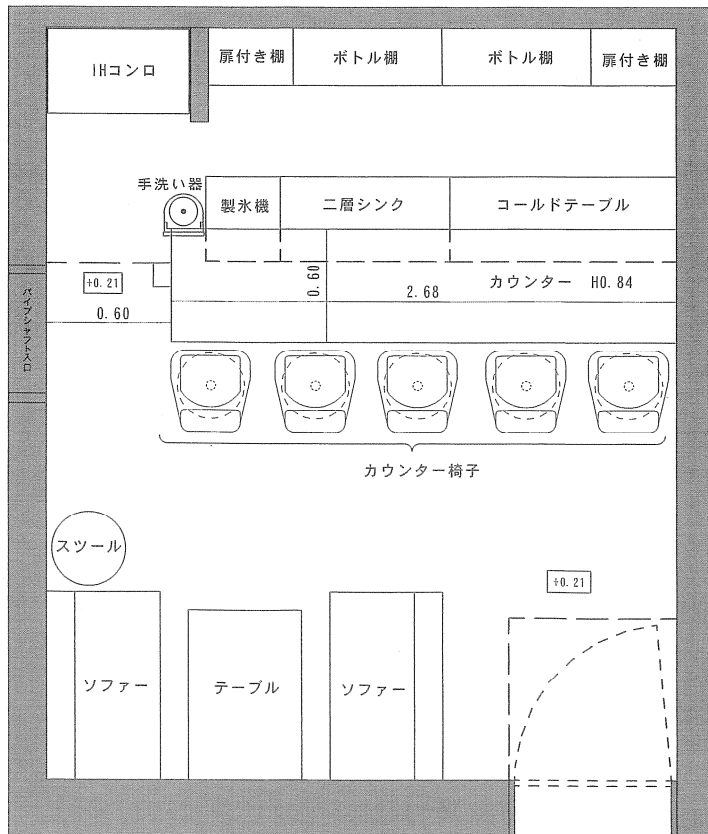 IHコンロ
扉付き棚
ボトル棚
ボトル棚
扉付き棚
手洗い器
製氷機
二層シンク
コールドテーブル
+0.21
0.60
0.60
2.68
カウンター H0.84
パイプシャフト入口
カウンター椅子
スツール
+0.21
ソファー
テーブル
ソファー